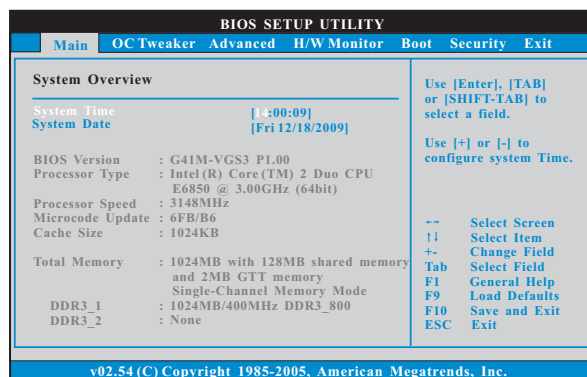 BIOS SETUP UTILITY
Main OC Tweaker Advanced H/W Monitor Boot Security Exit
System Overview
System Time [14:00:09]
System Date [Fri 12/18/2009]
BIOS Version : G41M-VGS3 P1.00
Processor Type : Intel(R) Core(TM) 2 Duo CPU
E6850 @ 3.00GHz (64bit)
Processor Speed : 3148MHz
Microcode Update : 6FB/B6
Cache Size : 1024KB
Total Memory : 1024MB with 128MB shared memory
and 2MB GTT memory
Single-Channel Memory Mode
DDR3_1 : 1024MB/400MHz DDR3_800
DDR3_2 : None
Use [Enter], [TAB]
or [SHIFT-TAB] to
select a field.
Use [+] or [-] to
configure system Time.
←→ Select Screen
↑↓ Select Item
+- Change Field
Tab Select Field
F1 General Help
F9 Load Defaults
F10 Save and Exit
ESC Exit
v02.54 (C) Copyright 1985-2005, American Megatrends, Inc.